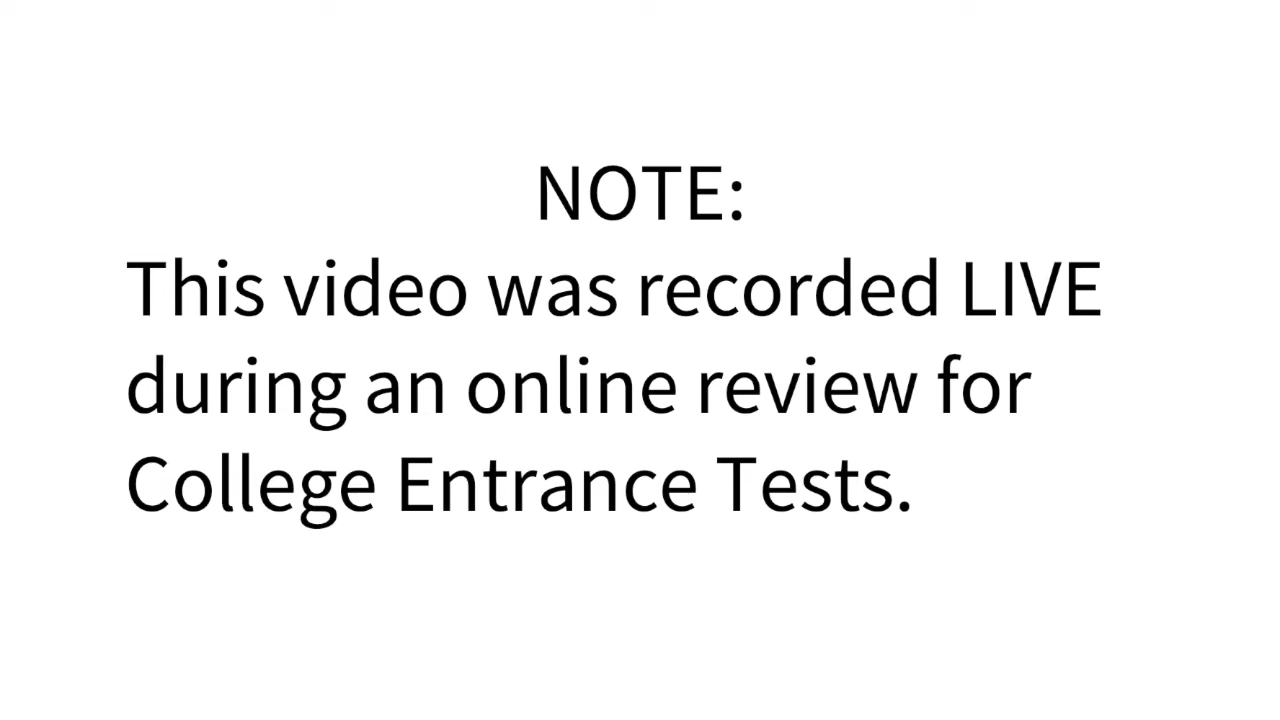 NOTE:
This video was recorded LIVE
during an online review for
College Entrance Tests.